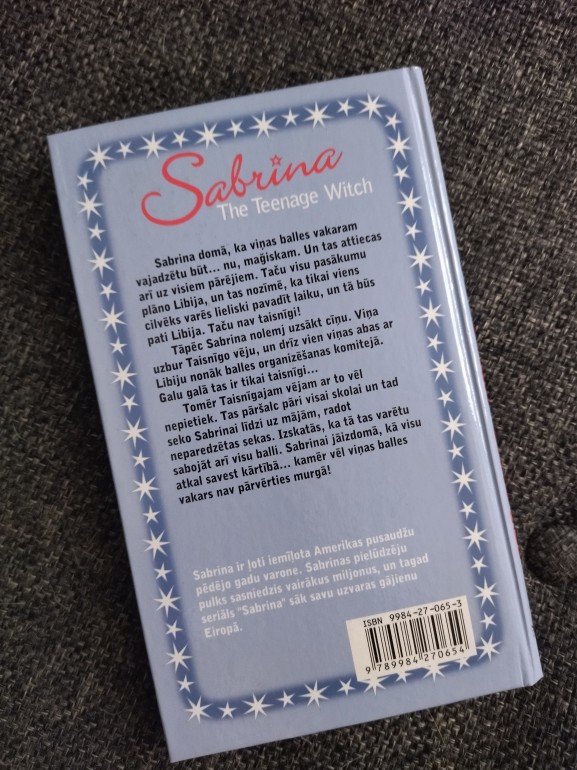 Sabrina
The Teenage Witch
Sabrina domā, ka viņas balles vakaram
vajadzētu būt... nu, maģiskam. Un tas attiecas
arī uz visiem pārējiem. Taču visu pasākumu
plāno Libija, un tas nozīmē, ka tikai viens
cilvēks varēs lieliski pavadīt laiku, un tā būs
pati Libija. Taču nav taisnīgi!
Tāpēc Sabrina nolemj uzsākt cīņu. Viņa
uzbur Taisnīgo vēju, un drīz vien viņas abas ar
Libiju nonāk balles organizēšanas komitejā.
Galu galā tas ir tikai taisnīgi...
Tomēr Taisnīgajam vējam ar to vēl
nepietiek. Tas pāršalc pāri visai skolai un tad
seko Sabrinai līdzi uz mājām, radot
neparedzētas sekas. Izskatās, ka tā tas varētu
sabojāt arī visu balli. Sabrinai jāizdomā, kā visu
atkal savest kārtībā... kamēr vēl viņas balles
vakars nav pārvērties murgā!
Sabrina ir ļoti iemīļota Amerikas pusaudžu
pēdējo gadu varone. Sabrinas pielūdzēju
pulks sasniedzis vairākus miljonus, un tagad
seriāls "Sabrina" sāk savu uzvaras gājienu
Eiropā.
ISBN 9984-27-065-3
9 789984 270654